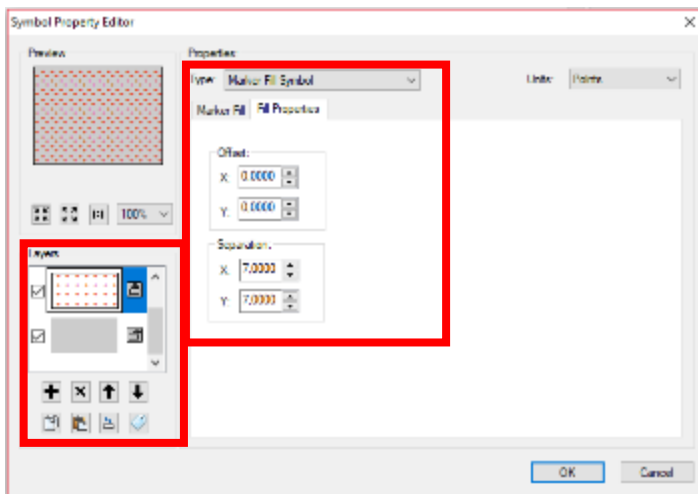 Symbol Property Editor
Preview
Properties:
Type: Marker Fill Symbol
Units: Points
Marker Fill Fill Properties
Offset:
X: 0.0000
Y: 0.0000
100%
Separation:
Layers
X: 7.0000
Y: 7.0000
OK Cancel